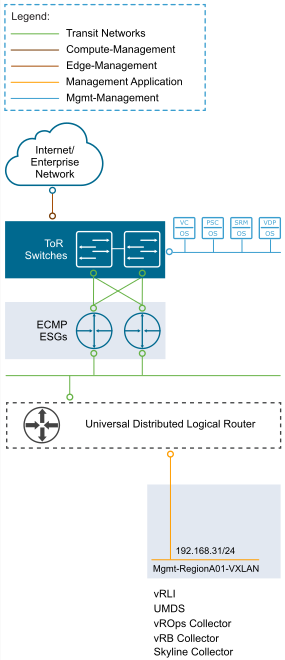 Legend:
Transit Networks
Compute-Management
Edge-Management
Management Application
Mgmt-Management
Internet/
Enterprise
Network
ToR
Switches
VC
OS
PSC
OS
SRM
OS
VDP
OS
ECMP
ESGs
Universal Distributed Logical Router
192.168.31/24
Mgmt-RegionA01-VXLAN
vRLI
UMDS
vROps Collector
vRB Collector
Skyline Collector